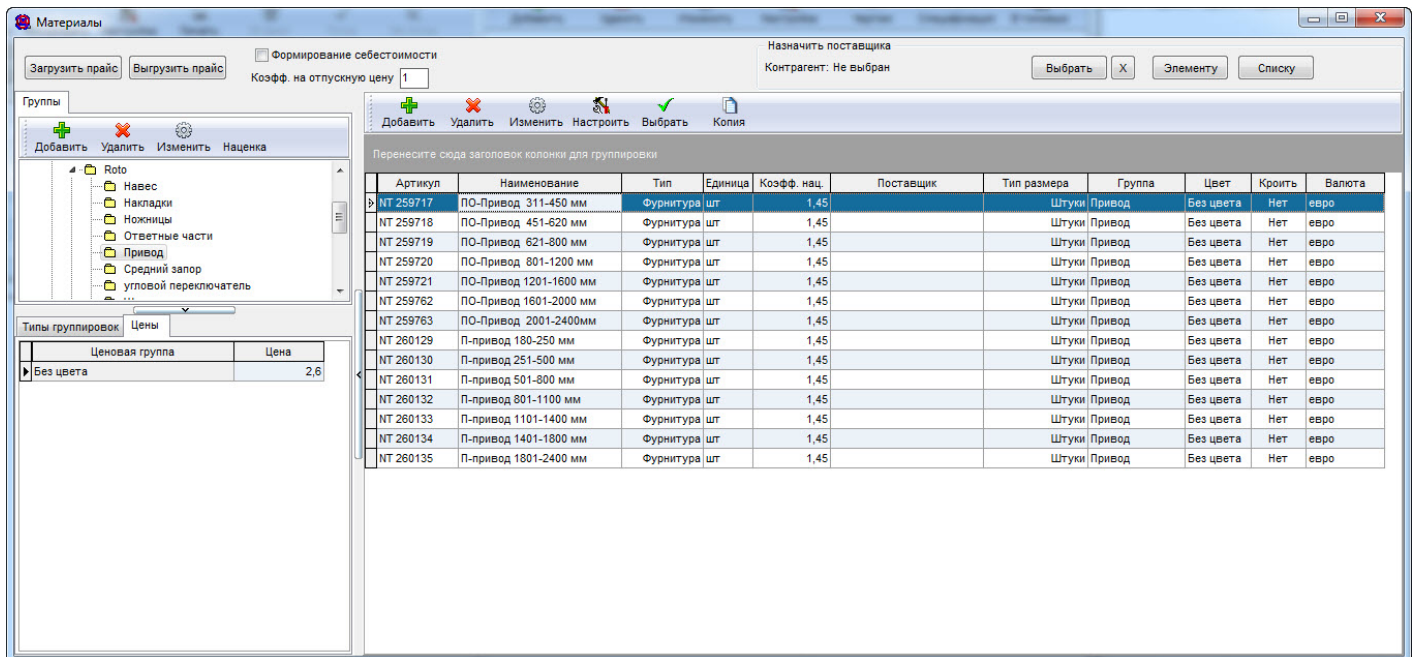 Материалы
Загрузить прайс Выгрузить прайс
Формирование себестоимости
Коэфф. на отпускную цену 1
Назначить поставщика
Контрагент: Не выбран
Выбрать X Элементу Списку
Группы
Добавить Удалить Изменить Наценка
Roto
Навес
Накладки
Ножницы
Ответные части
Привод
Средний запор
угловой переключатель
Типы группировок Цены
Ценовая группа Цена
Без цвета 2,6
Добавить Удалить Изменить Настроить Выбрать Копия
Перенесите сюда заголовок колонки для группировки
Артикул Наименование Тип Единица Коэфф. нац. Поставщик Тип размера Группа Цвет Кроить Валюта
NT 259717 ПО-Привод 311-450 мм Фурнитура шт 1,45 Штуки Привод Без цвета Нет евро
NT 259718 ПО-Привод 451-620 мм Фурнитура шт 1,45 Штуки Привод Без цвета Нет евро
NT 259719 ПО-Привод 621-800 мм Фурнитура шт 1,45 Штуки Привод Без цвета Нет евро
NT 259720 ПО-Привод 801-1200 мм Фурнитура шт 1,45 Штуки Привод Без цвета Нет евро
NT 259721 ПО-Привод 1201-1600 мм Фурнитура шт 1,45 Штуки Привод Без цвета Нет евро
NT 259762 ПО-Привод 1601-2000 мм Фурнитура шт 1,45 Штуки Привод Без цвета Нет евро
NT 259763 ПО-Привод 2001-2400мм Фурнитура шт 1,45 Штуки Привод Без цвета Нет евро
NT 260129 П-привод 180-250 мм Фурнитура шт 1,45 Штуки Привод Без цвета Нет евро
NT 260130 П-привод 251-500 мм Фурнитура шт 1,45 Штуки Привод Без цвета Нет евро
NT 260131 П-привод 501-800 мм Фурнитура шт 1,45 Штуки Привод Без цвета Нет евро
NT 260132 П-привод 801-1100 мм Фурнитура шт 1,45 Штуки Привод Без цвета Нет евро
NT 260133 П-привод 1101-1400 мм Фурнитура шт 1,45 Штуки Привод Без цвета Нет евро
NT 260134 П-привод 1401-1800 мм Фурнитура шт 1,45 Штуки Привод Без цвета Нет евро
NT 260135 П-привод 1801-2400 мм Фурнитура шт 1,45 Штуки Привод Без цвета Нет евро